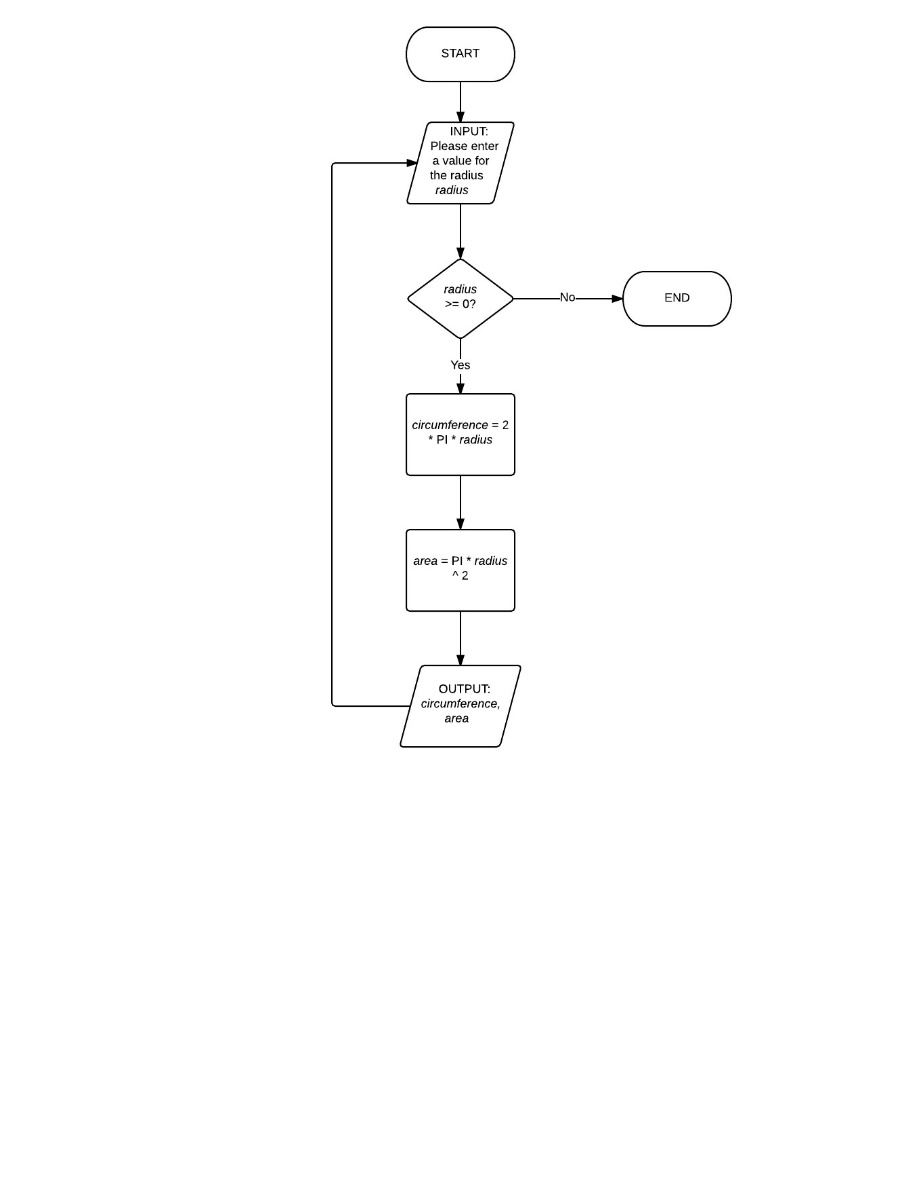 START
INPUT:
Please enter
a value for
the radius
radius
radius
>= 0?
No
END
Yes
circumference = 2
* PI * radius
area = PI * radius
^ 2
OUTPUT:
circumference,
area